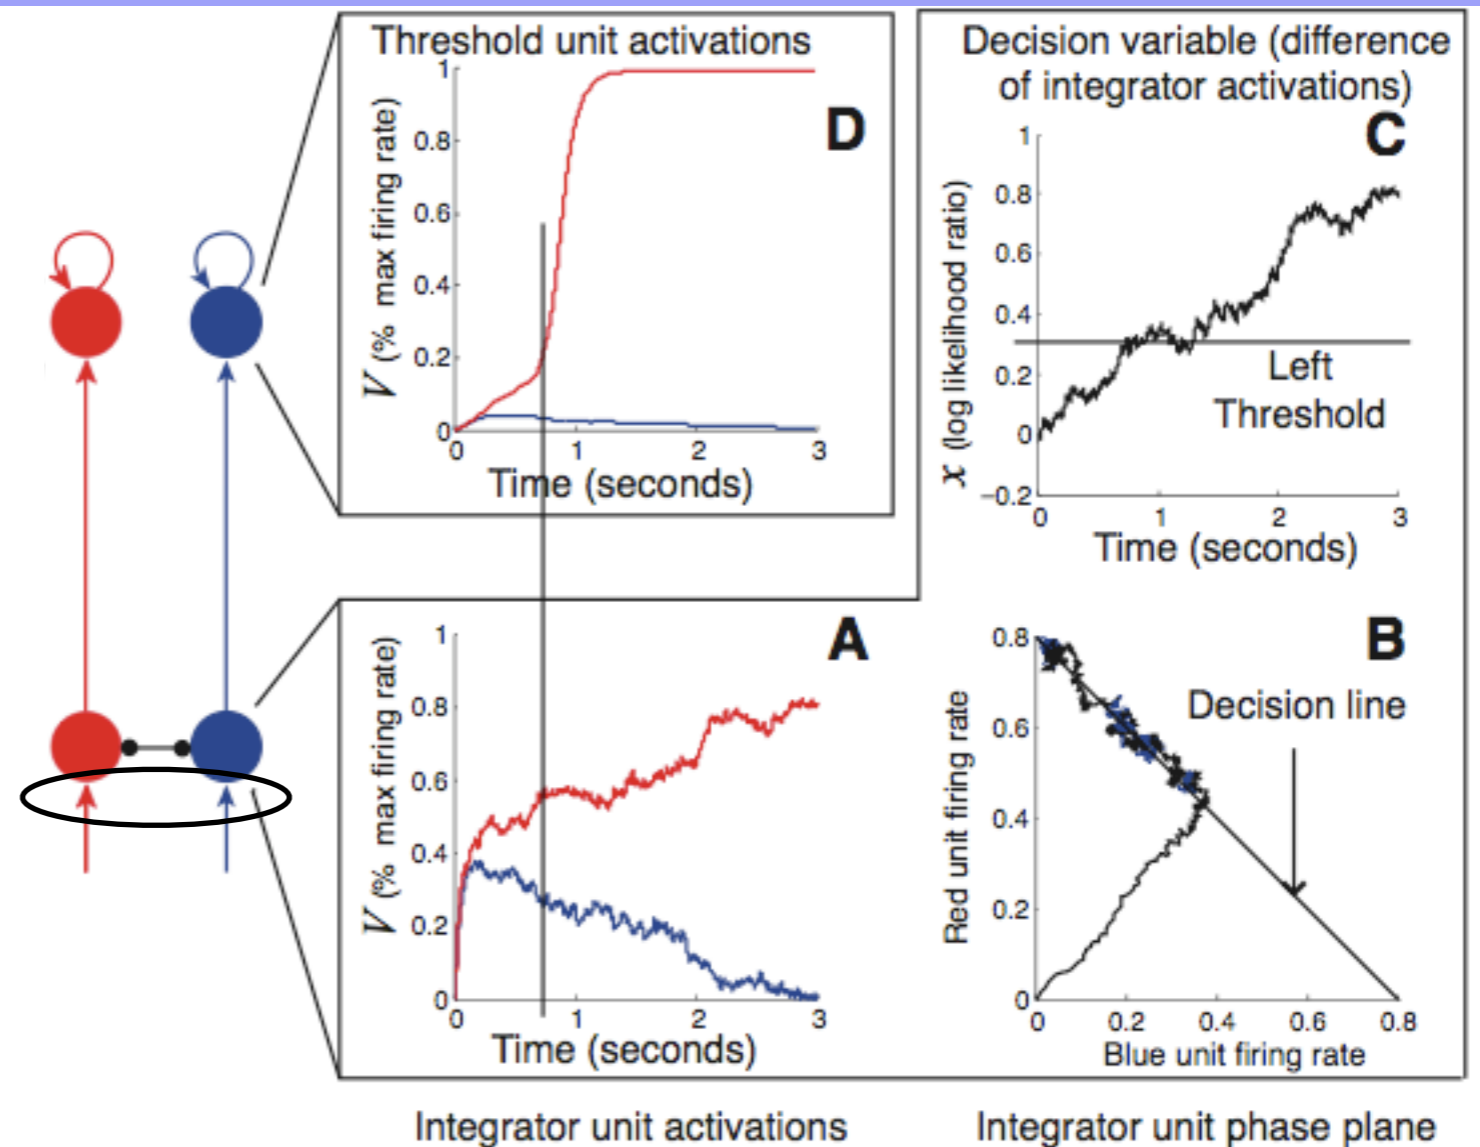 Threshold unit activations
D
V (% max firing rate)
1
0.8
0.6
0.4
0.2
0
0 1 2 3
Time (seconds)
Decision variable (difference
of integrator activations)
C
x (log likelihood ratio)
1
0.8
0.6
0.4
0.2
0
−0.2
Left
Threshold
0 1 2 3
Time (seconds)
A
V (% max firing rate)
1
0.8
0.6
0.4
0.2
0
0 1 2 3
Time (seconds)
Integrator unit activations
B
Red unit firing rate
0.8
0.6
0.4
0.2
0
Decision line
0 0.2 0.4 0.6 0.8
Blue unit firing rate
Integrator unit phase plane